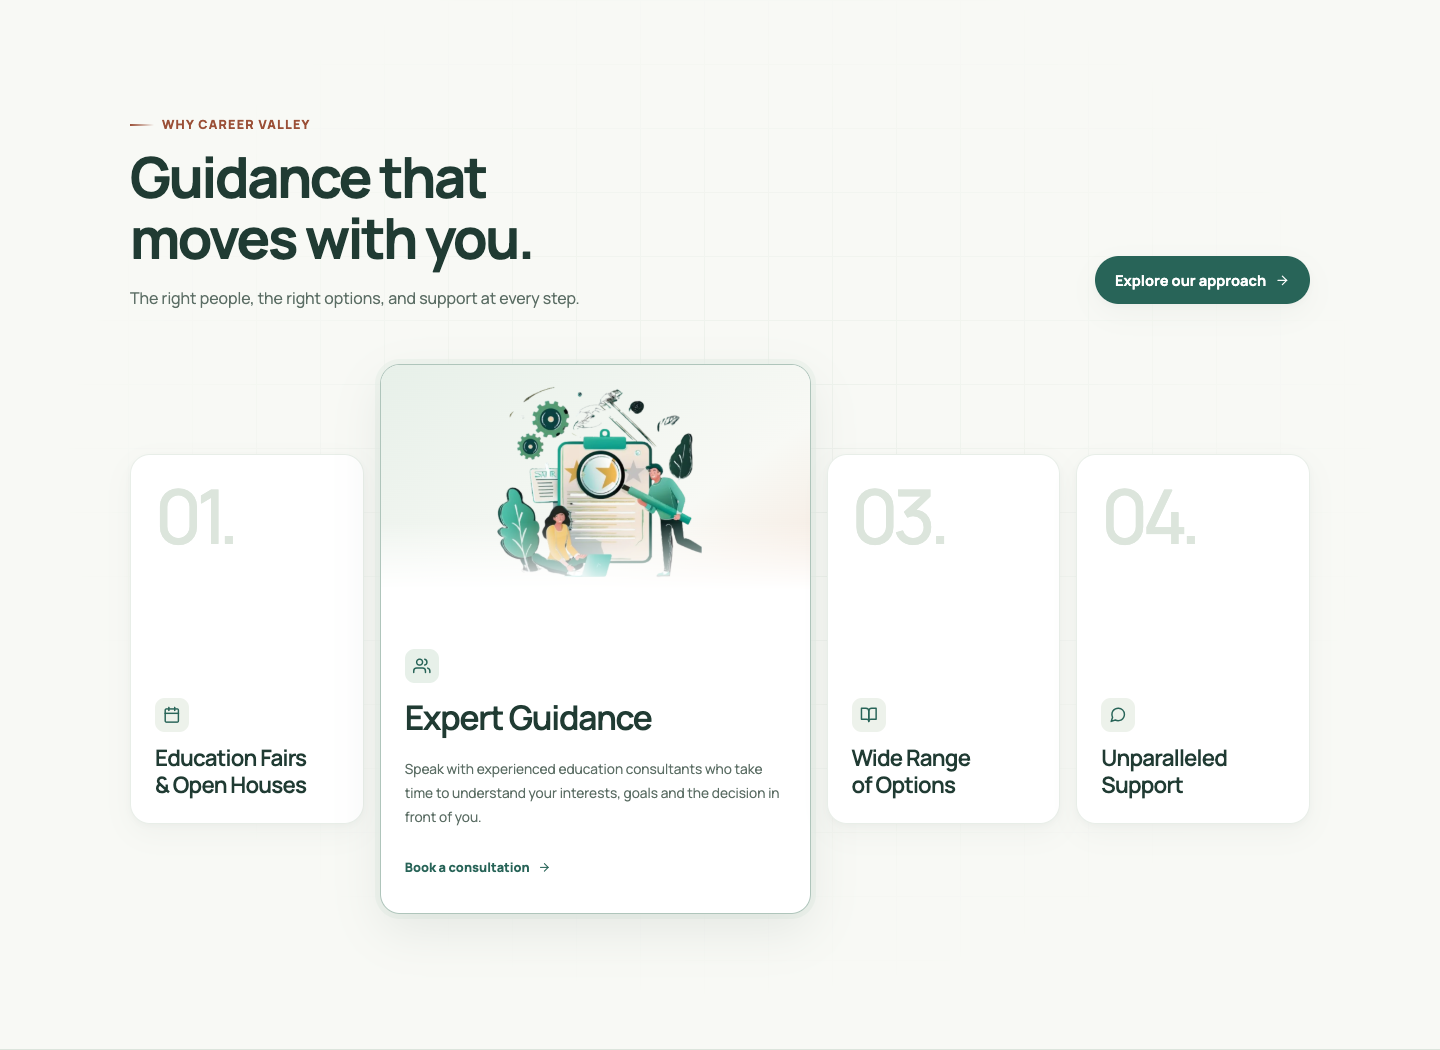 WHY CAREER VALLEY
Guidance that
moves with you.
The right people, the right options, and support at every step.
Explore our approach
01.
Education Fairs
& Open Houses
Expert Guidance
Speak with experienced education consultants who take
time to understand your interests, goals and the decision in
front of you.
Book a consultation
03.
Wide Range
of Options
04.
Unparalleled
Support